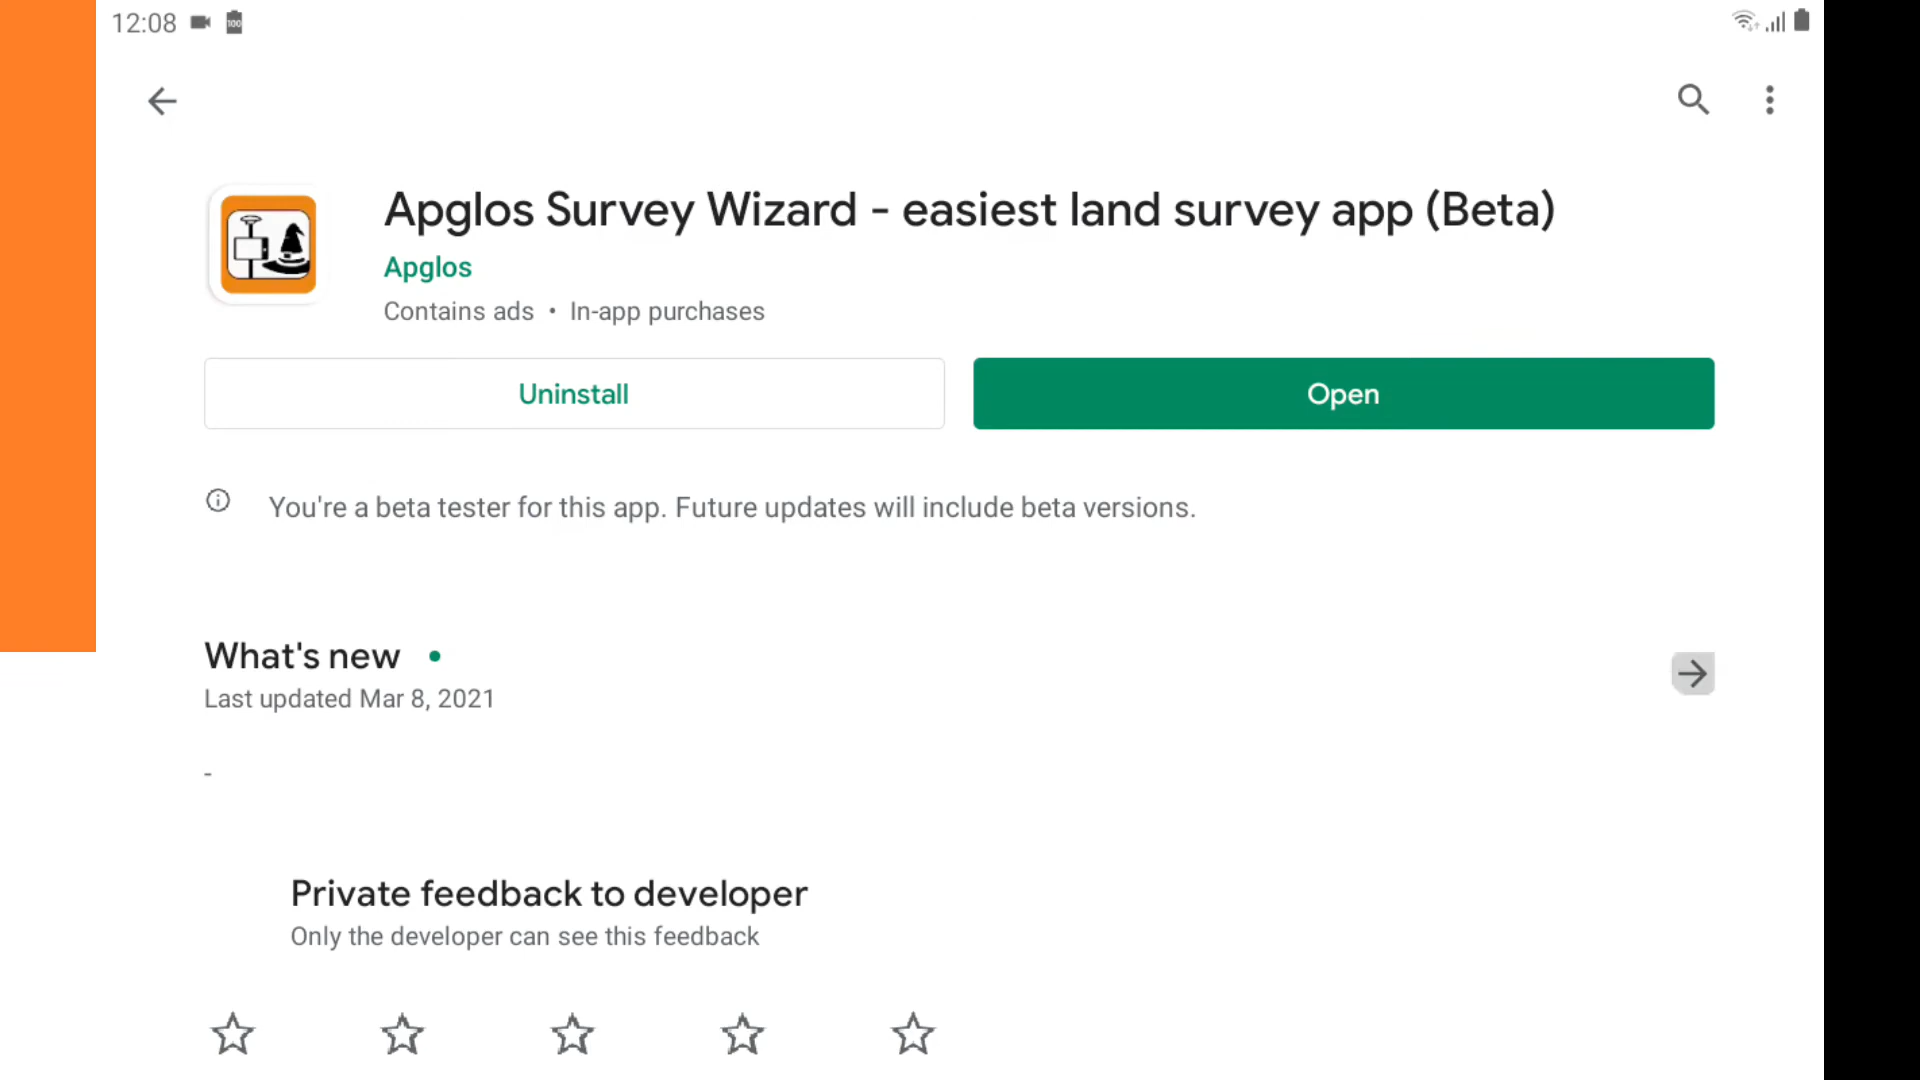 12:08
100
Apglos Survey Wizard - easiest land survey app (Beta)
Apglos
Contains ads • In-app purchases
Uninstall
Open
You're a beta tester for this app. Future updates will include beta versions.
What's new •
Last updated Mar 8, 2021
-
Private feedback to developer
Only the developer can see this feedback